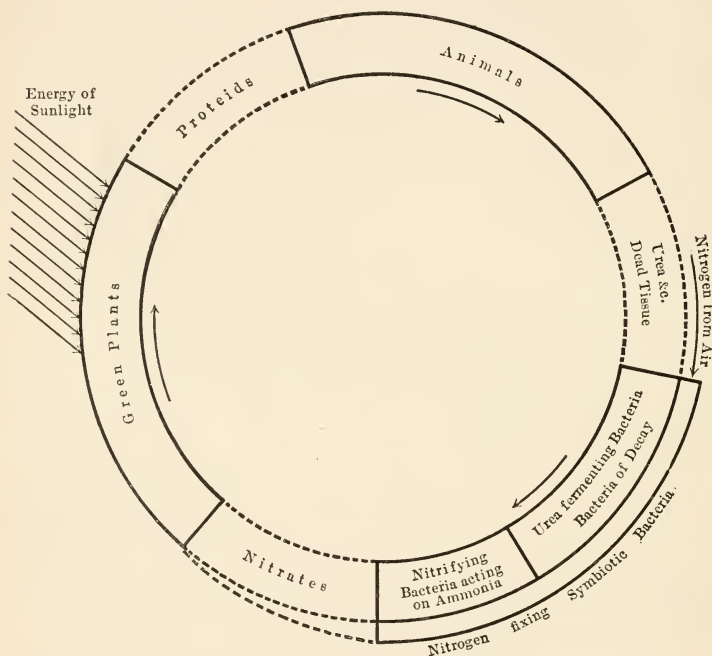 Energy of
Sunlight
Proteids
Animals
Nitrogen from Air
Urea &c.
Dead Tissue
Green Plants
Urea fermenting Bacteria
Bacteria of Decay
Nitrifying
Bacteria acting
on Ammonia
Nitrates
Nitrogen fixing Symbiotic Bacteria.